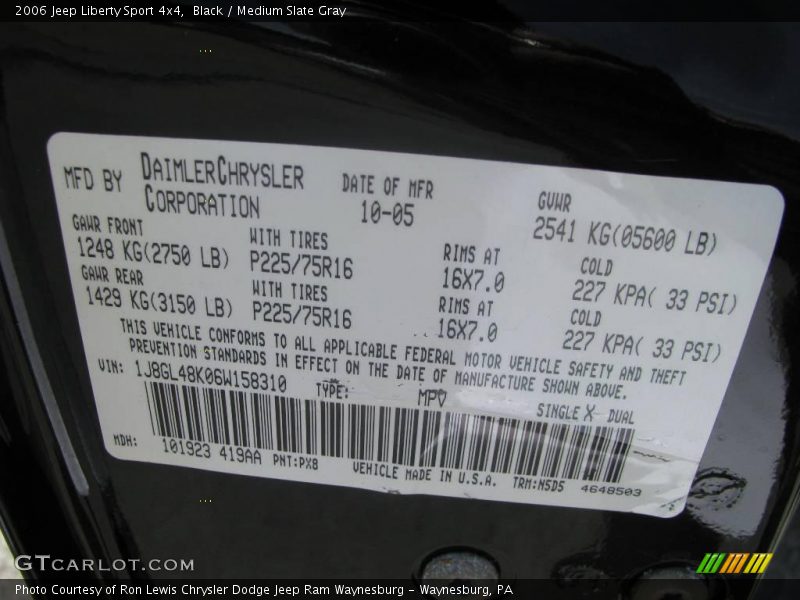 2006 Jeep Liberty Sport 4x4, Black / Medium Slate Gray
MFD BY DAIMLERCHRYSLER CORPORATION
DATE OF MFR 10-05
GVWR 2541 KG(05600 LB)
GAWR FRONT WITH TIRES RIMS AT COLD
1248 KG(2750 LB) P225/75R16 16X7.0 227 KPA( 33 PSI)
GAWR REAR WITH TIRES RIMS AT COLD
1429 KG(3150 LB) P225/75R16 16X7.0 227 KPA( 33 PSI)
THIS VEHICLE CONFORMS TO ALL APPLICABLE FEDERAL MOTOR VEHICLE SAFETY AND THEFT
PREVENTION STANDARDS IN EFFECT ON THE DATE OF MANUFACTURE SHOWN ABOVE.
VIN: 1J8GL48K06W158310 TYPE: MPV SINGLE X DUAL
MDH: 101923 419AA PNT:PX8 VEHICLE MADE IN U.S.A. TRM:N5D5 4648503
GTCARLOT.COM
Photo Courtesy of Ron Lewis Chrysler Dodge Jeep Ram Waynesburg - Waynesburg, PA